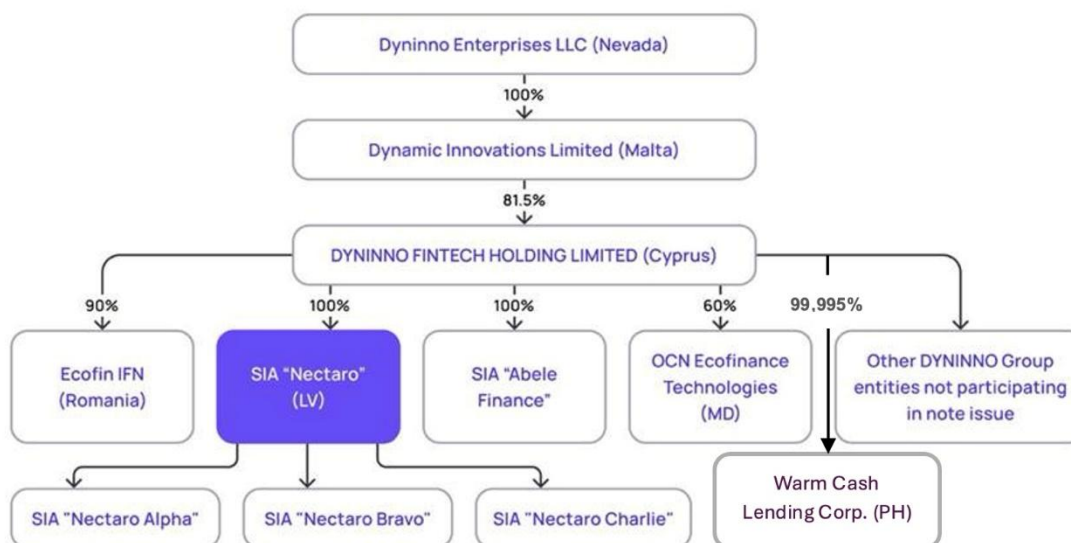 Dyninno Enterprises LLC (Nevada)
100%
Dynamic Innovations Limited (Malta)
81.5%
DYNINNO FINTECH HOLDING LIMITED (Cyprus)
90%
100%
100%
60%
99,995%
Ecofin IFN
(Romania)
SIA “Nectaro”
(LV)
SIA “Abele
Finance”
OCN Ecofinance
Technologies
(MD)
Other DYNINNO Group
entities not participating
in note issue
SIA "Nectaro Alpha"
SIA "Nectaro Bravo"
SIA "Nectaro Charlie"
Warm Cash
Lending Corp. (PH)